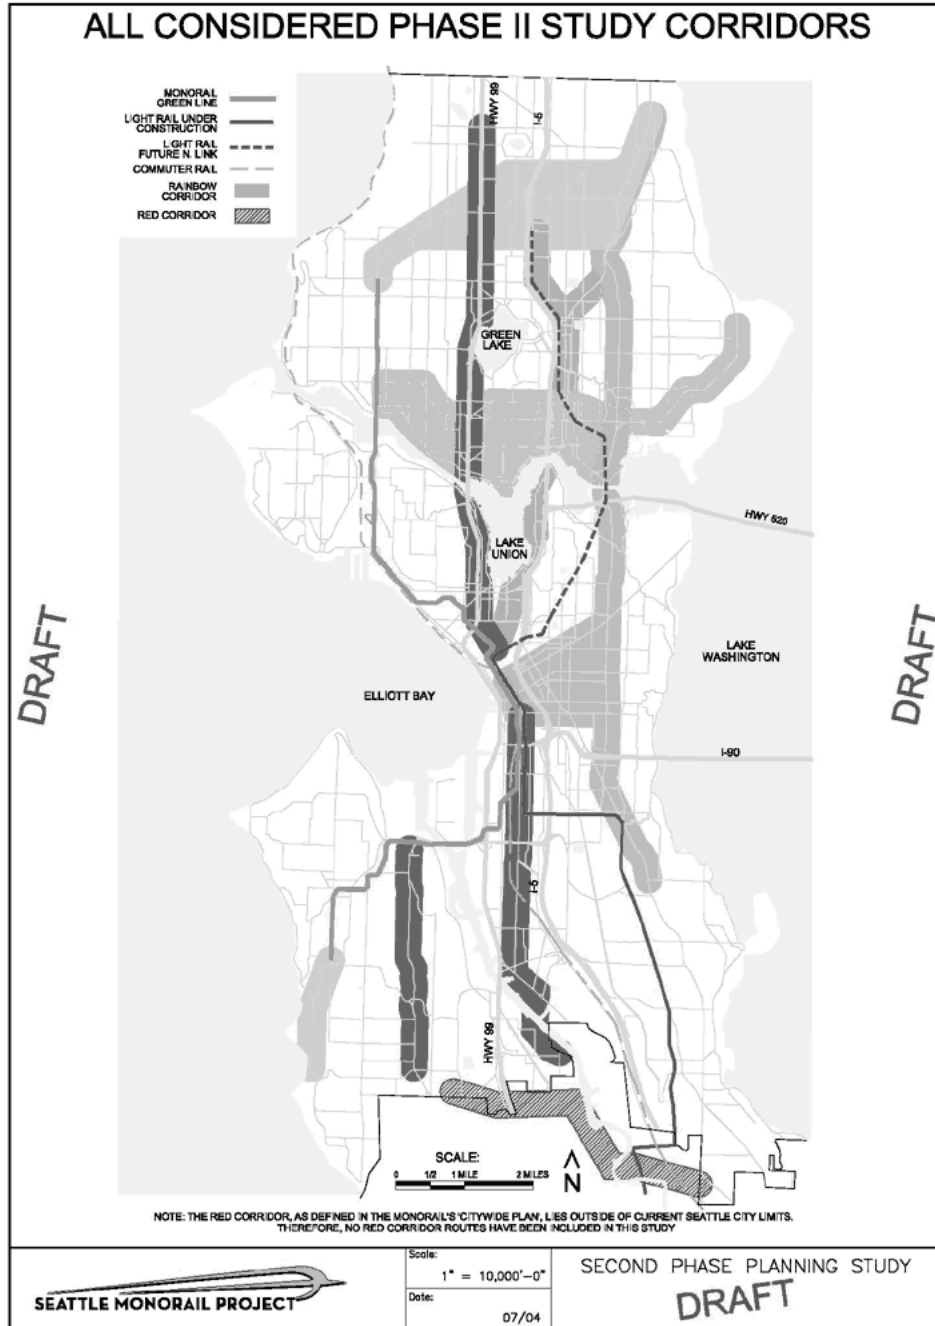 ALL CONSIDERED PHASE II STUDY CORRIDORS
MONORAIL
GREEN LINE
LIGHT RAIL UNDER
CONSTRUCTION
LIGHT RAIL
FUTURE N. LINK
COMMUTER RAIL
RAINBOW
CORRIDOR
RED CORRIDOR
HWY 99
I-5
GREEN
LAKE
HWY 520
LAKE
UNION
DRAFT
DRAFT
LAKE
WASHINGTON
ELLIOTT BAY
I-90
I-5
HWY 99
SCALE:
0 1/2 1 MILE 2 MILES
N
NOTE: THE RED CORRIDOR, AS DEFINED IN THE MONORAIL'S 'CITYWIDE PLAN', LIES OUTSIDE OF CURRENT SEATTLE CITY LIMITS.
THEREFORE, NO RED CORRIDOR ROUTES HAVE BEEN INCLUDED IN THIS STUDY
SEATTLE MONORAIL PROJECT
Scale:
1" = 10,000'-0"
Date:
07/04
SECOND PHASE PLANNING STUDY
DRAFT